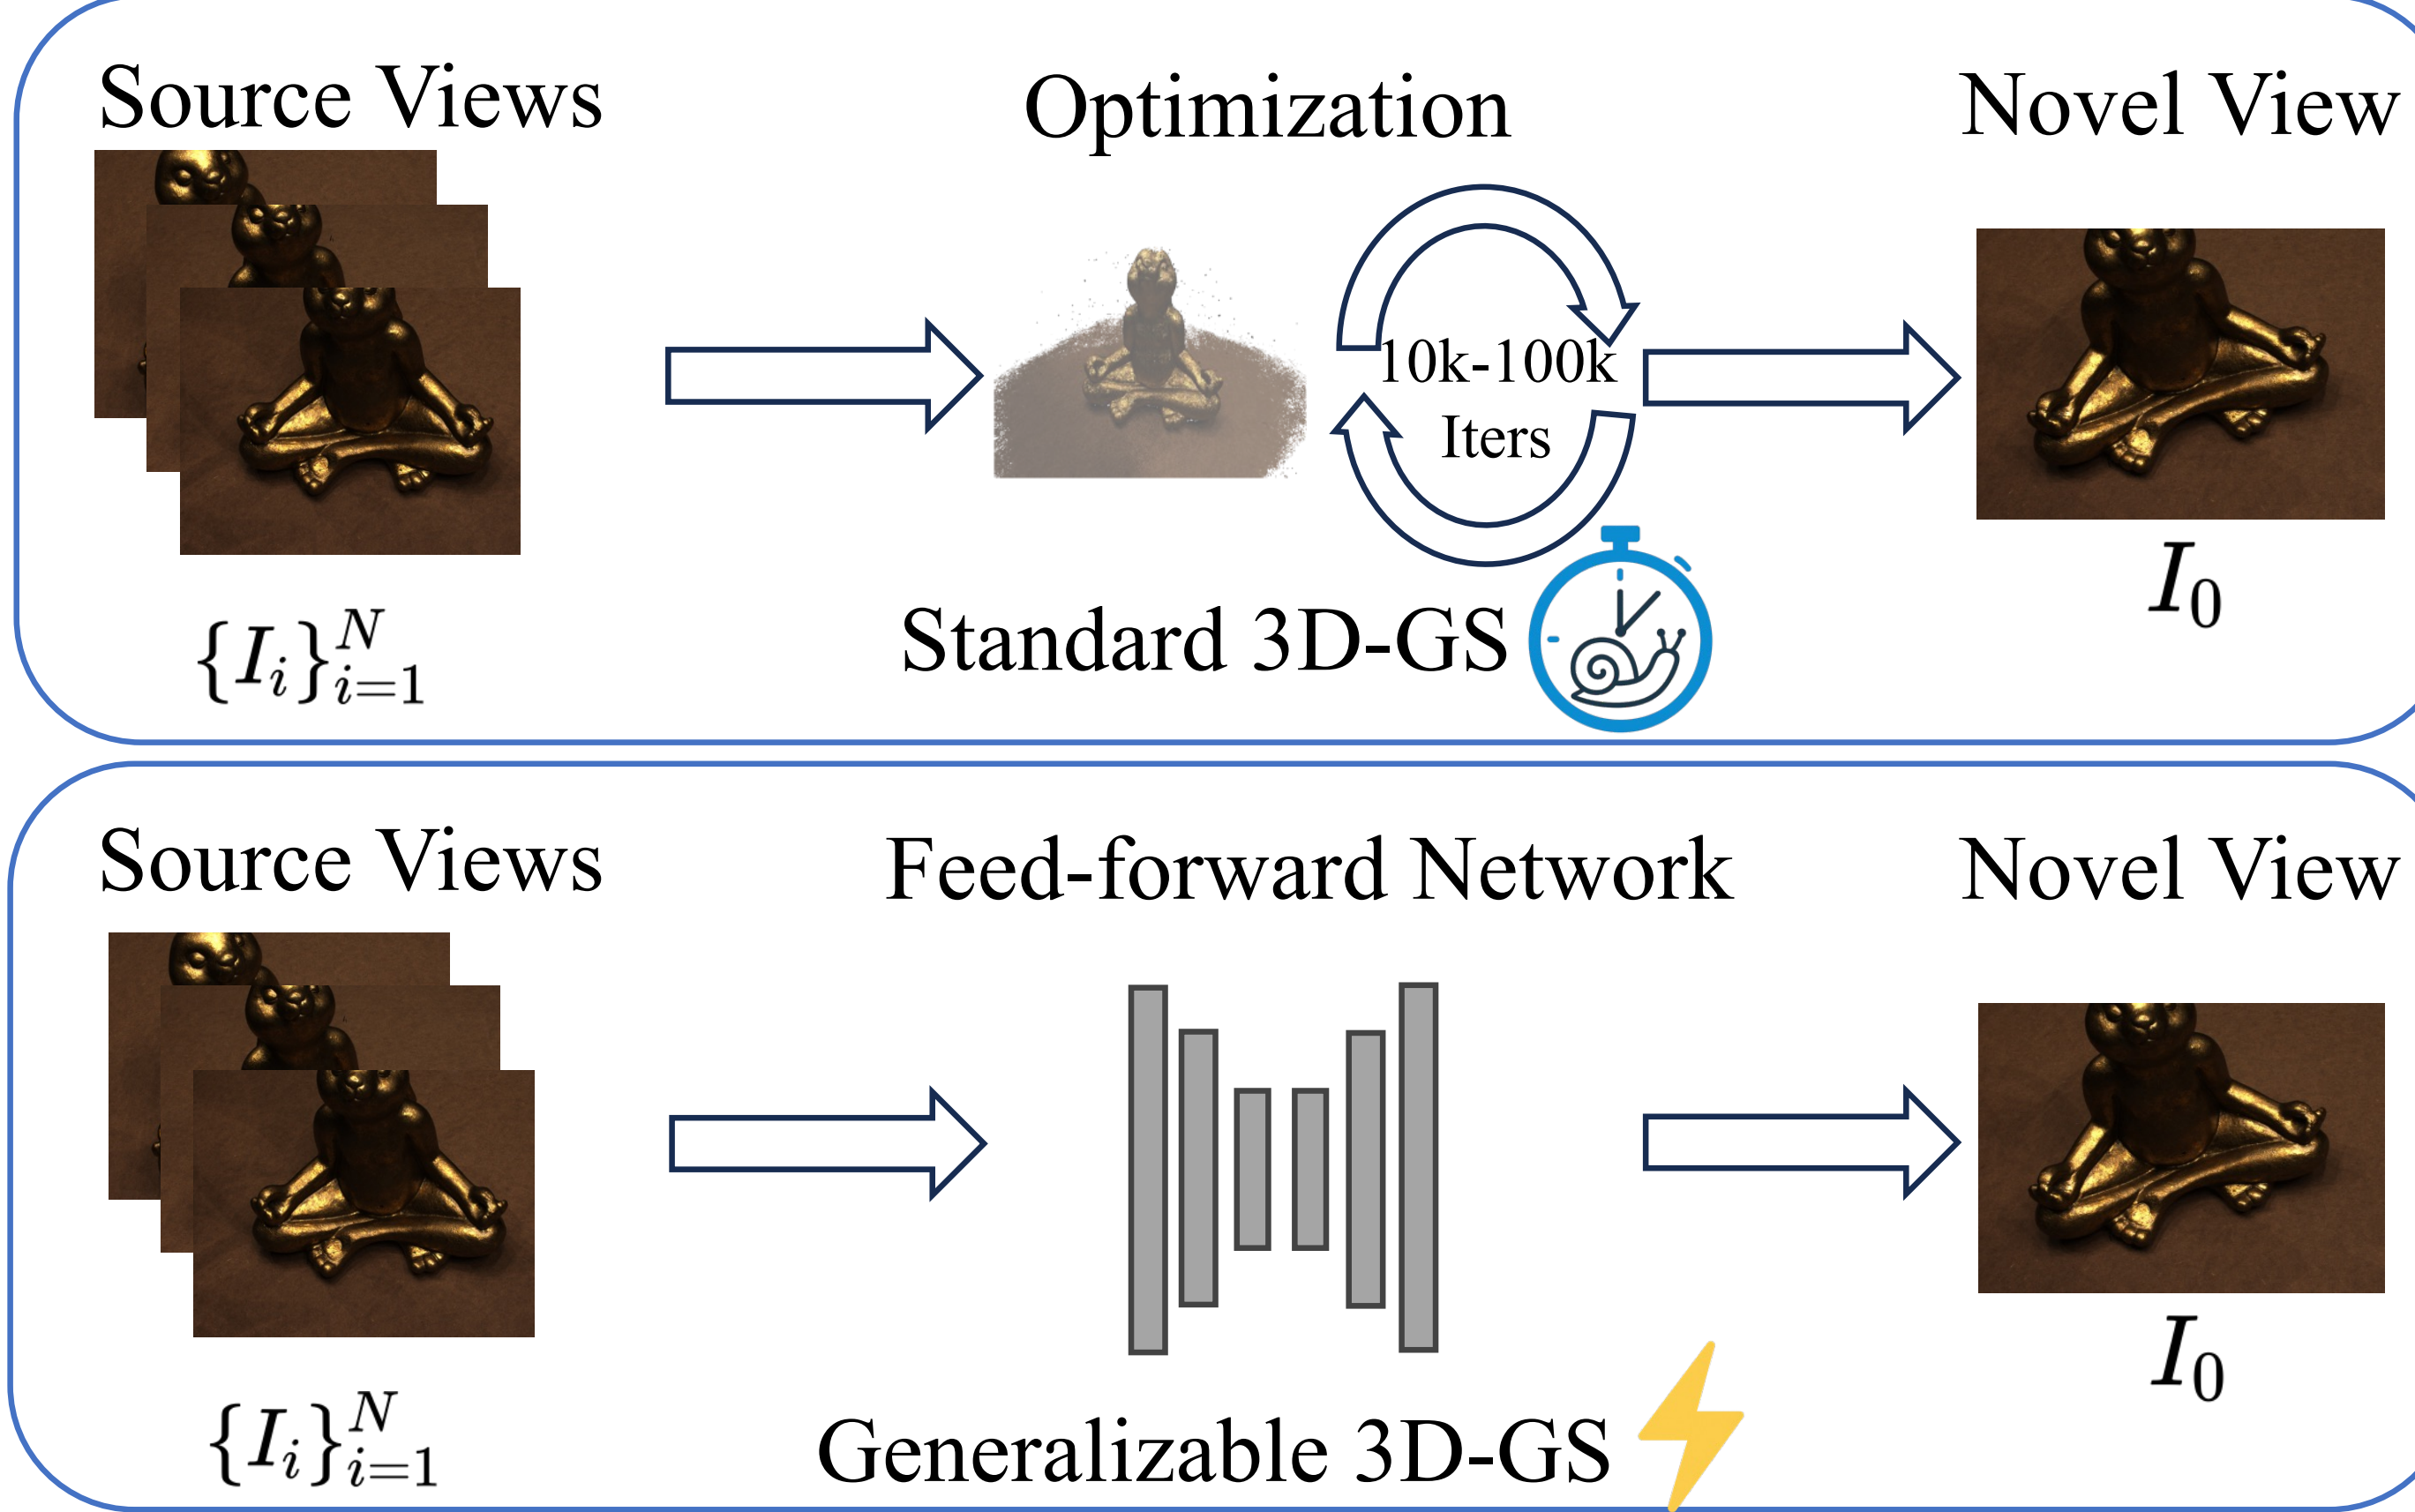 Source Views
Optimization
Novel View
10k-100k
Iters
{I_i}_{i=1}^N
Standard 3D-GS
I_0
Source Views
Feed-forward Network
Novel View
{I_i}_{i=1}^N
Generalizable 3D-GS
I_0